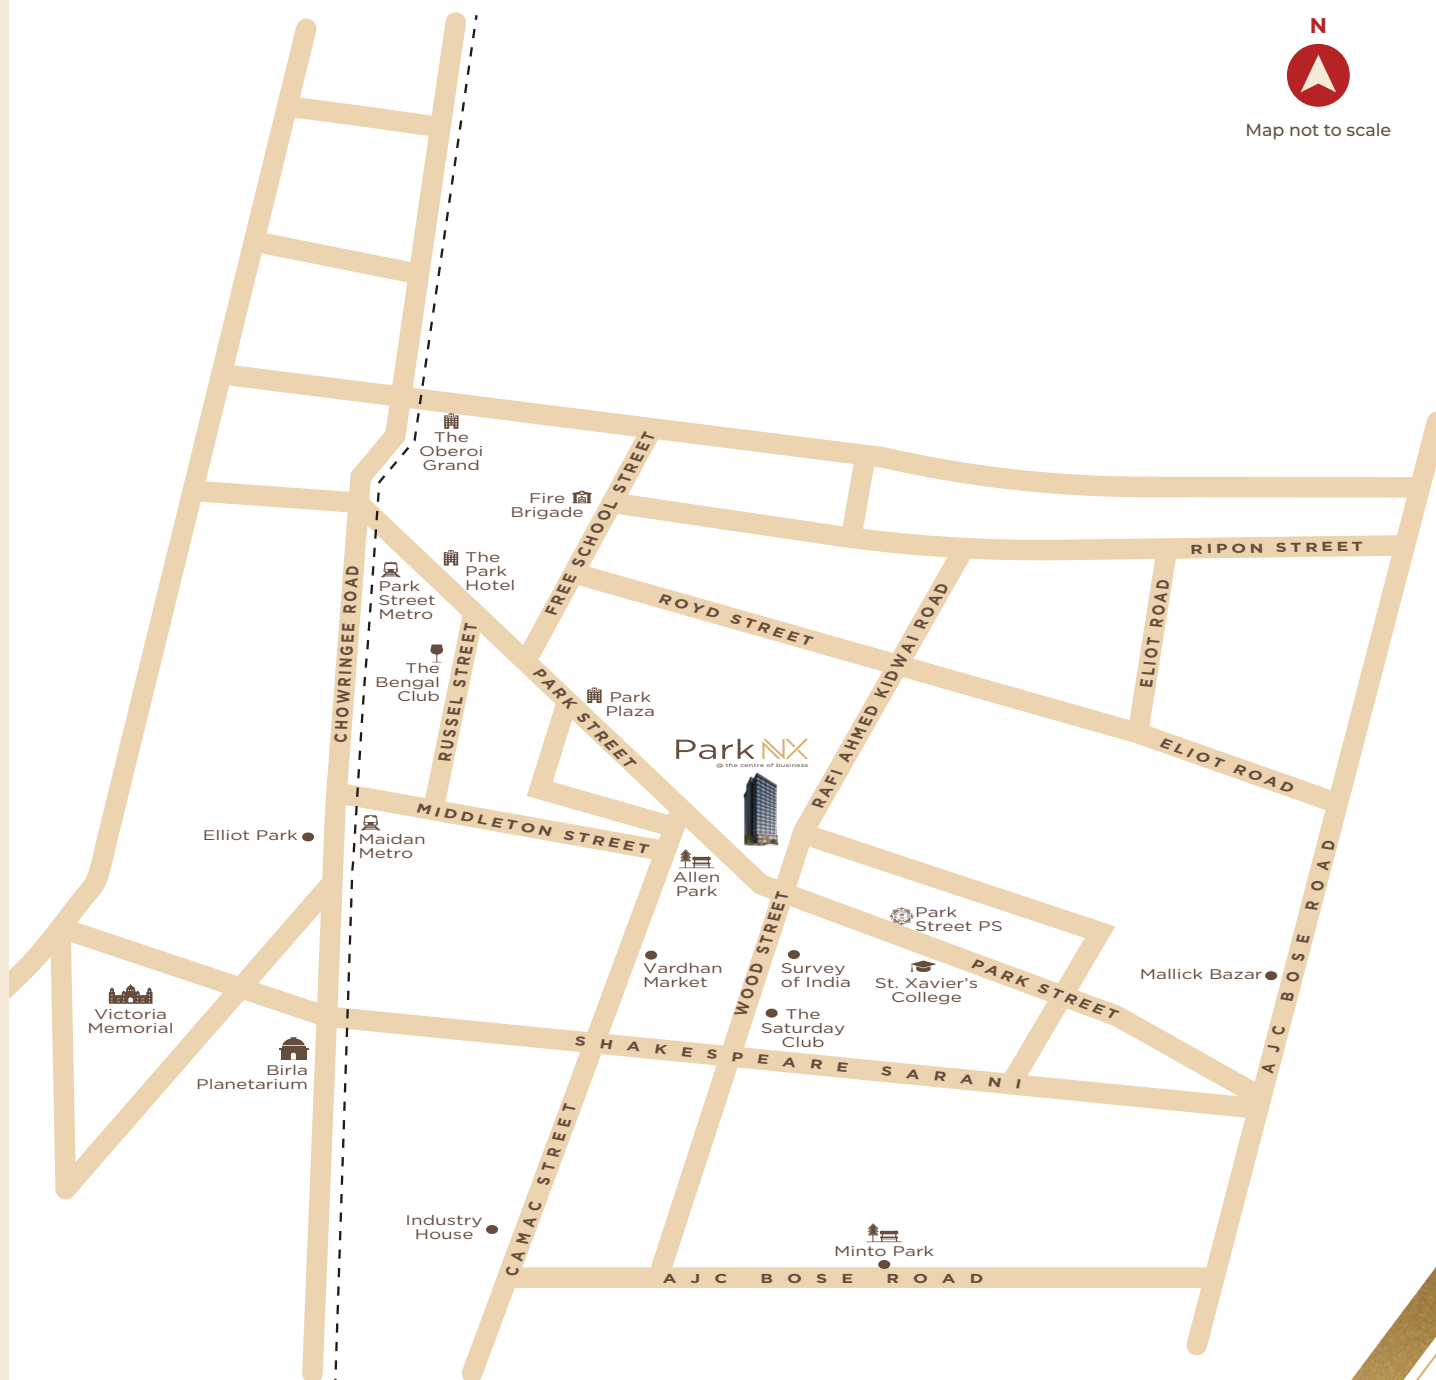 N
Map not to scale
The
Oberoi
Grand
FREE SCHOOL STREET
Fire
Brigade
RIPON STREET
The
Park
Hotel
Park
Street
Metro
CHOWRINGEE ROAD
ROYD STREET
RAFI AHMED KIDWAI ROAD
ELIOT ROAD
RUSSEL STREET
The
Bengal
Club
PARK STREET
Park
Plaza
Park NX
@ the centre of business
ELIOT ROAD
MIDDLETON STREET
Elliot Park
Maidan
Metro
Allen
Park
AJC BOSE ROAD
WOOD STREET
Park
Street PS
Vardhan
Market
Survey
of India
St. Xavier's
College
PARK STREET
Mallick Bazar
Victoria
Memorial
The
Saturday
Club
SHAKESPEARE SARANI
Birla
Planetarium
CAMAC STREET
Industry
House
Minto Park
AJC BOSE ROAD